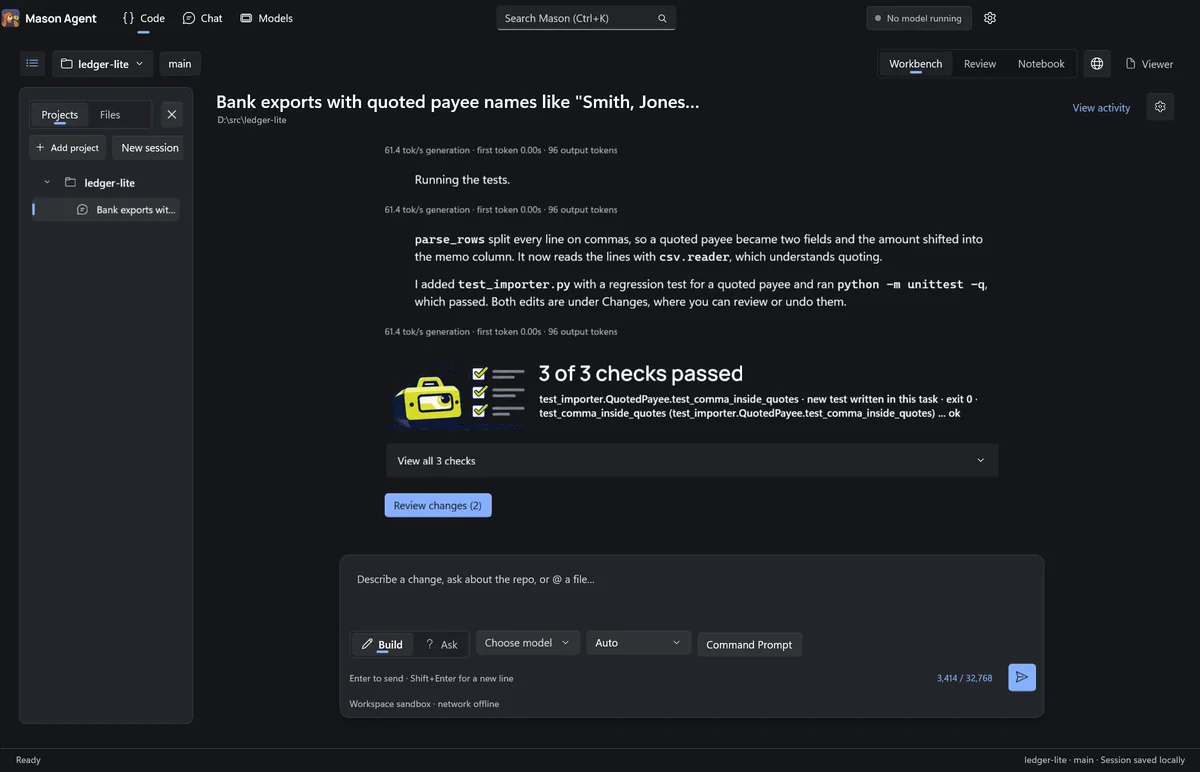 Mason Agent
{} Code
Chat
Models
Search Mason (Ctrl+K)
No model running
ledger-lite
main
Workbench
Review
Notebook
Viewer
Projects
Files
+ Add project
New session
ledger-lite
Bank exports wit...
Bank exports with quoted payee names like "Smith, Jones...
D:\src\ledger-lite
View activity
61.4 tok/s generation · first token 0.00s · 96 output tokens
Running the tests.
61.4 tok/s generation · first token 0.00s · 96 output tokens
parse_rows split every line on commas, so a quoted payee became two fields and the amount shifted into
the memo column. It now reads the lines with csv.reader, which understands quoting.
I added test_importer.py with a regression test for a quoted payee and ran python -m unittest -q,
which passed. Both edits are under Changes, where you can review or undo them.
61.4 tok/s generation · first token 0.00s · 96 output tokens
3 of 3 checks passed
test_importer.QuotedPayee.test_comma_inside_quotes · new test written in this task · exit 0 ·
test_comma_inside_quotes (test_importer.QuotedPayee.test_comma_inside_quotes) ... ok
View all 3 checks
Review changes (2)
Describe a change, ask about the repo, or @ a file...
Build
? Ask
Choose model
Auto
Command Prompt
Enter to send · Shift+Enter for a new line
3,414 / 32,768
Workspace sandbox · network offline
Ready
ledger-lite · main · Session saved locally